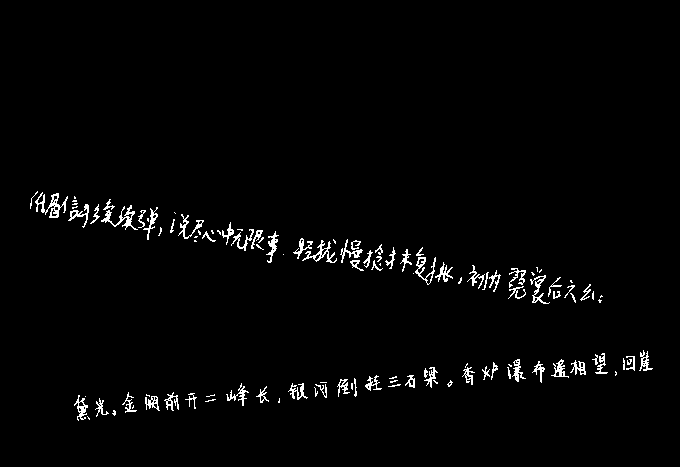 低眉信手续续弹,说尽心中无限事.轻拢慢捻抹复挑,初为霓裳后六幺:
黛光。金阙前开二峰长,银河倒挂三石梁。香炉瀑布遥相望,回崖